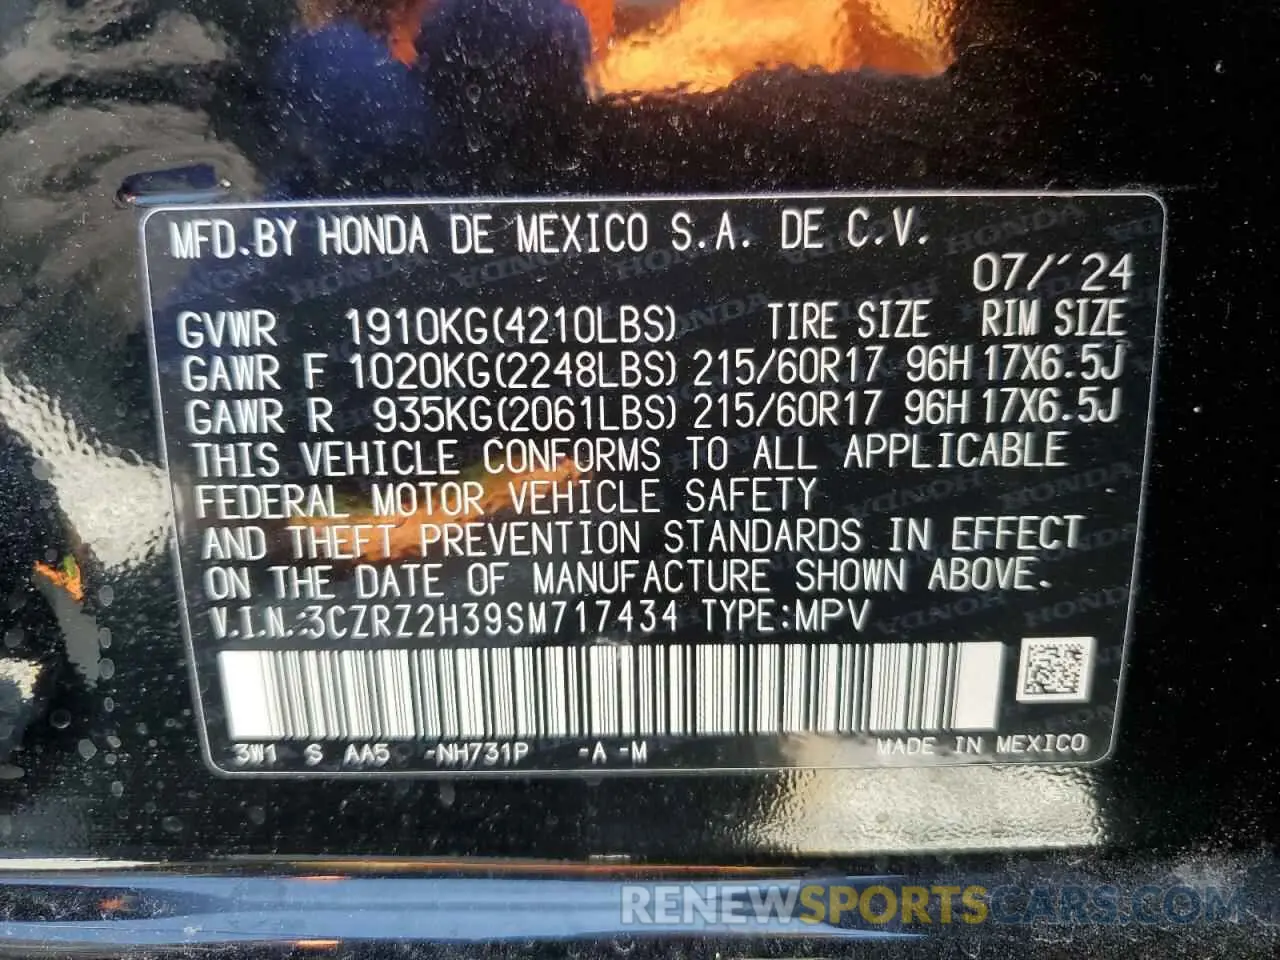 MFD.BY HONDA DE MEXICO S.A. DE C.V.
07/´24
GVWR 1910KG(4210LBS) TIRE SIZE RIM SIZE
GAWR F 1020KG(2248LBS) 215/60R17 96H 17X6.5J
GAWR R 935KG(2061LBS) 215/60R17 96H 17X6.5J
THIS VEHICLE CONFORMS TO ALL APPLICABLE
FEDERAL MOTOR VEHICLE SAFETY
AND THEFT PREVENTION STANDARDS IN EFFECT
ON THE DATE OF MANUFACTURE SHOWN ABOVE.
V.I.N.:3CZRZ2H39SM717434 TYPE:MPV
3W1 S AA5 -NH731P -A -M MADE IN MEXICO
RENEWSPORTSCARS.COM